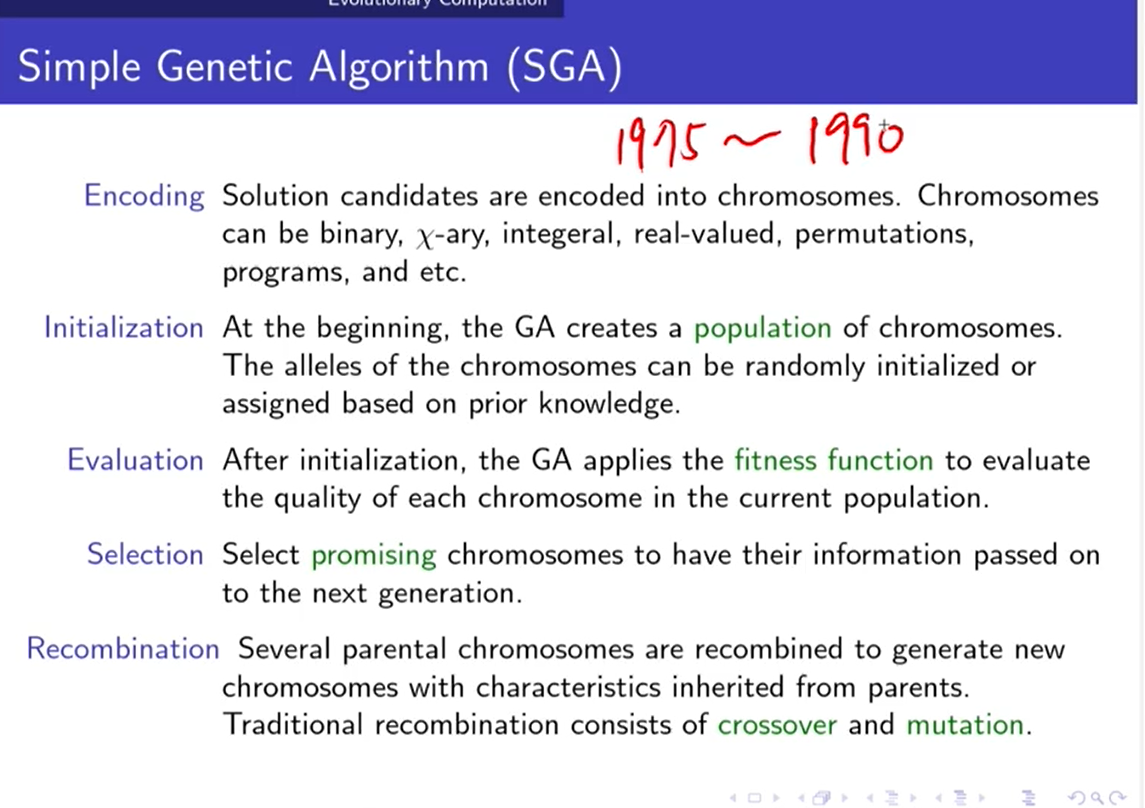 Evolutionary Computation
Simple Genetic Algorithm (SGA)
1975 ~ 1990
Encoding Solution candidates are encoded into chromosomes. Chromosomes
can be binary, χ-ary, integeral, real-valued, permutations,
programs, and etc.
Initialization At the beginning, the GA creates a population of chromosomes.
The alleles of the chromosomes can be randomly initialized or
assigned based on prior knowledge.
Evaluation After initialization, the GA applies the fitness function to evaluate
the quality of each chromosome in the current population.
Selection Select promising chromosomes to have their information passed on
to the next generation.
Recombination Several parental chromosomes are recombined to generate new
chromosomes with characteristics inherited from parents.
Traditional recombination consists of crossover and mutation.